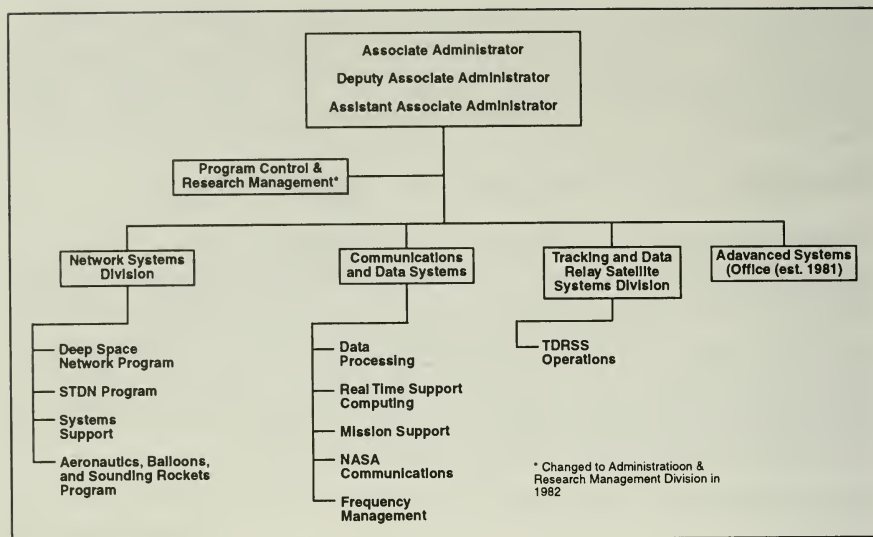 Associate Administrator
Deputy Associate Administrator
Assistant Associate Administrator
Program Control &
Research Management*
Network Systems
Division
Deep Space
Network Program
STDN Program
Systems
Support
Aeronautics, Balloons,
and Sounding Rockets
Program
Communications
and Data Systems
Data
Processing
Real Time Support
Computing
Mission Support
NASA
Communications
Frequency
Management
Tracking and Data
Relay Satellite
Systems Division
TDRSS
Operations
Adavanced Systems
(Office (est. 1981)
* Changed to Administratioon &
Research Management Division in
1982